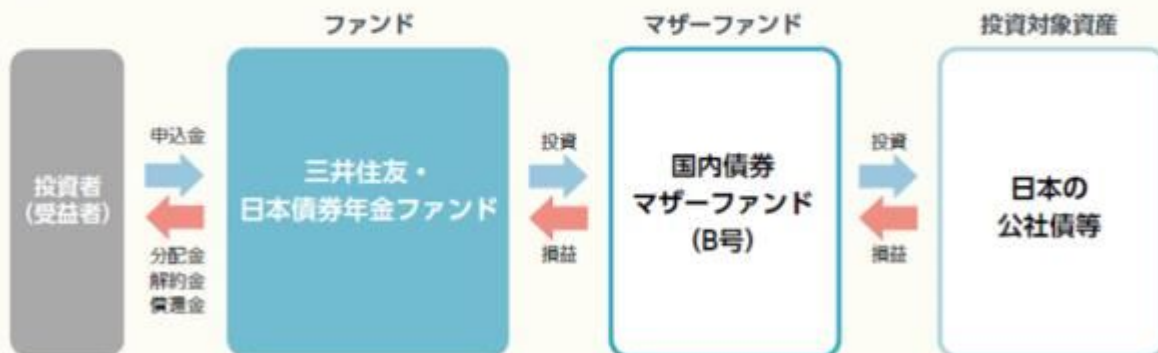 ファンド
マザーファンド
投資対象資産
投資者
(受益者)
申込金
分配金
解約金
償還金
三井住友・
日本債券年金ファンド
投資
損益
国内債券
マザーファンド
(B号)
投資
損益
日本の
公社債等